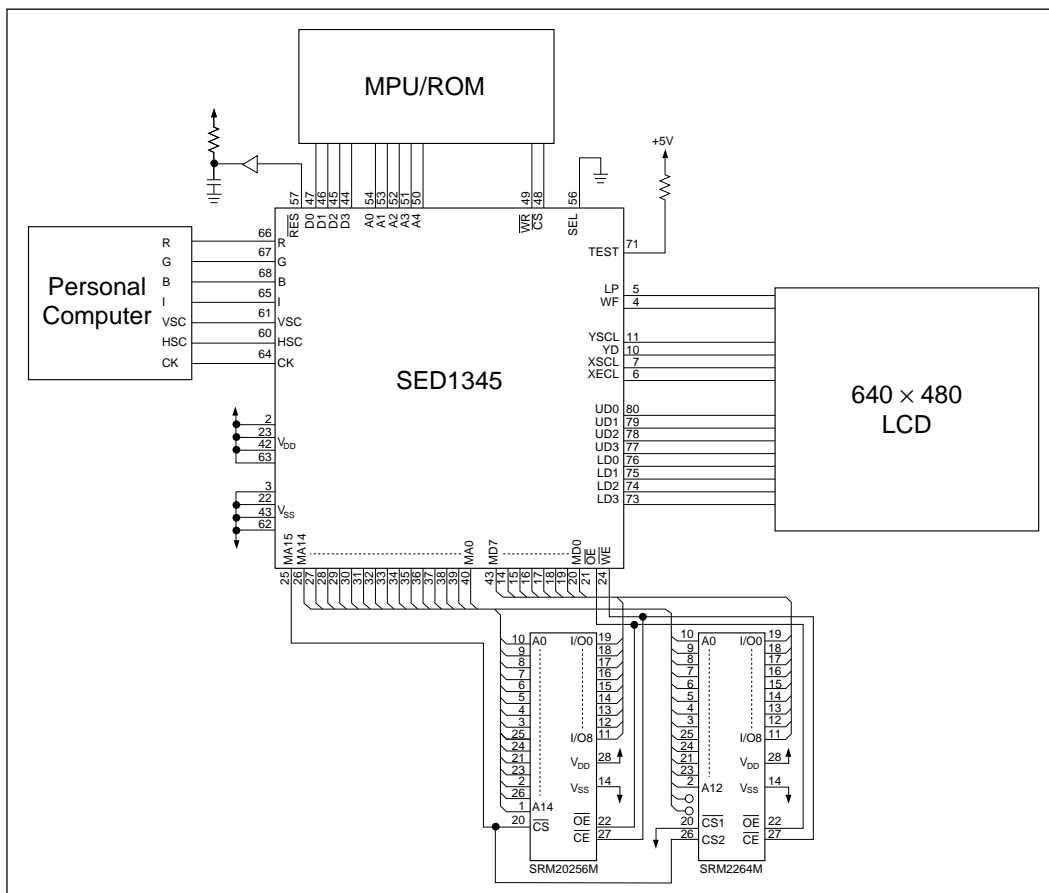 MPU/ROM
+5V
57 47 46 45 44 54 53 52 51 50 49 48 56
RES D0 D1 D2 D3 A0 A1 A2 A3 A4 WR CS SEL
71
TEST
Personal
Computer
R 66 R
G 67 G
B 68 B
I 65 I
VSC 61 VSC
HSC 60 HSC
CK 64 CK
SED1345
LP 5
WF 4
YSCL 11
YD 10
XSCL 7
XECL 6
UD0 80
UD1 79
UD2 78
UD3 77
LD0 76
LD1 75
LD2 74
LD3 73
640 × 480
LCD
2
23
42
63
VDD
3
22
43
62
VSS
MA15 MA14 MA0 MD7 MD0 OE WE
25 26 27 28 29 30 31 32 33 34 35 36 37 38 39 40 43 14 15 16 17 18 19 20 21 24
10 A0 I/O0 19
9 18
8 17
7 16
6 15
5 14
4 13
3 12
25 I/O8 11
24
21 VDD 28
23
2 VSS 14
26
1 A14
20 CS OE 22
CE 27
SRM20256M
10 A0 I/O0 19
9 18
8 17
7 16
6 15
5 14
4 13
3 12
25 I/O8 11
24
21 VDD 28
23
2 A12 VSS 14
20 CS1 OE 22
26 CS2 CE 27
SRM2264M